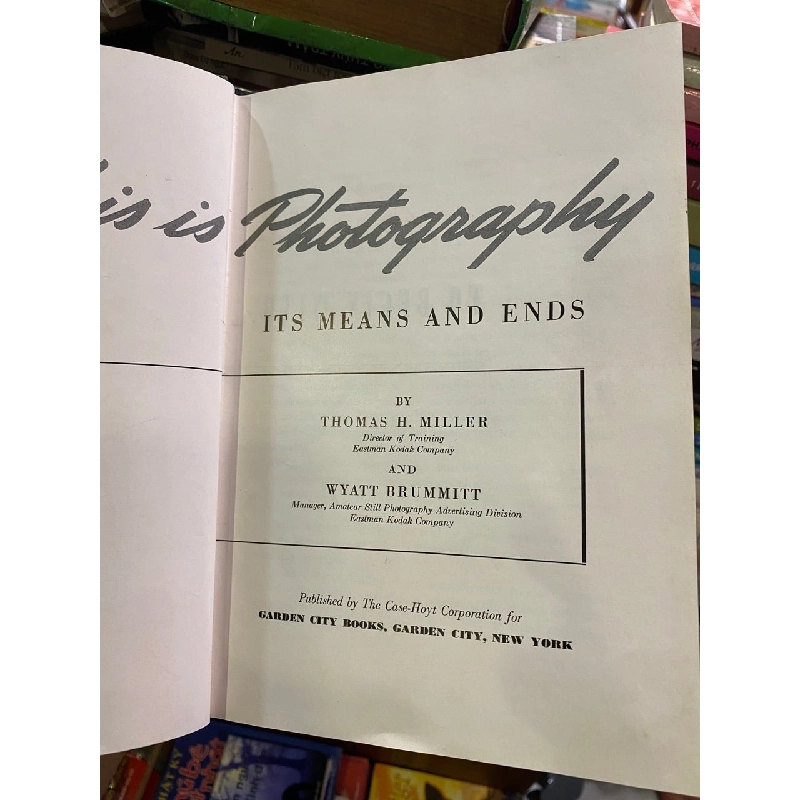 This is Photography
ITS MEANS AND ENDS
BY
THOMAS H. MILLER
Director of Training
Eastman Kodak Company
AND
WYATT BRUMMITT
Manager, Amateur Still Photography Advertising Division
Eastman Kodak Company
Published by The Case-Hoyt Corporation for
GARDEN CITY BOOKS, GARDEN CITY, NEW YORK